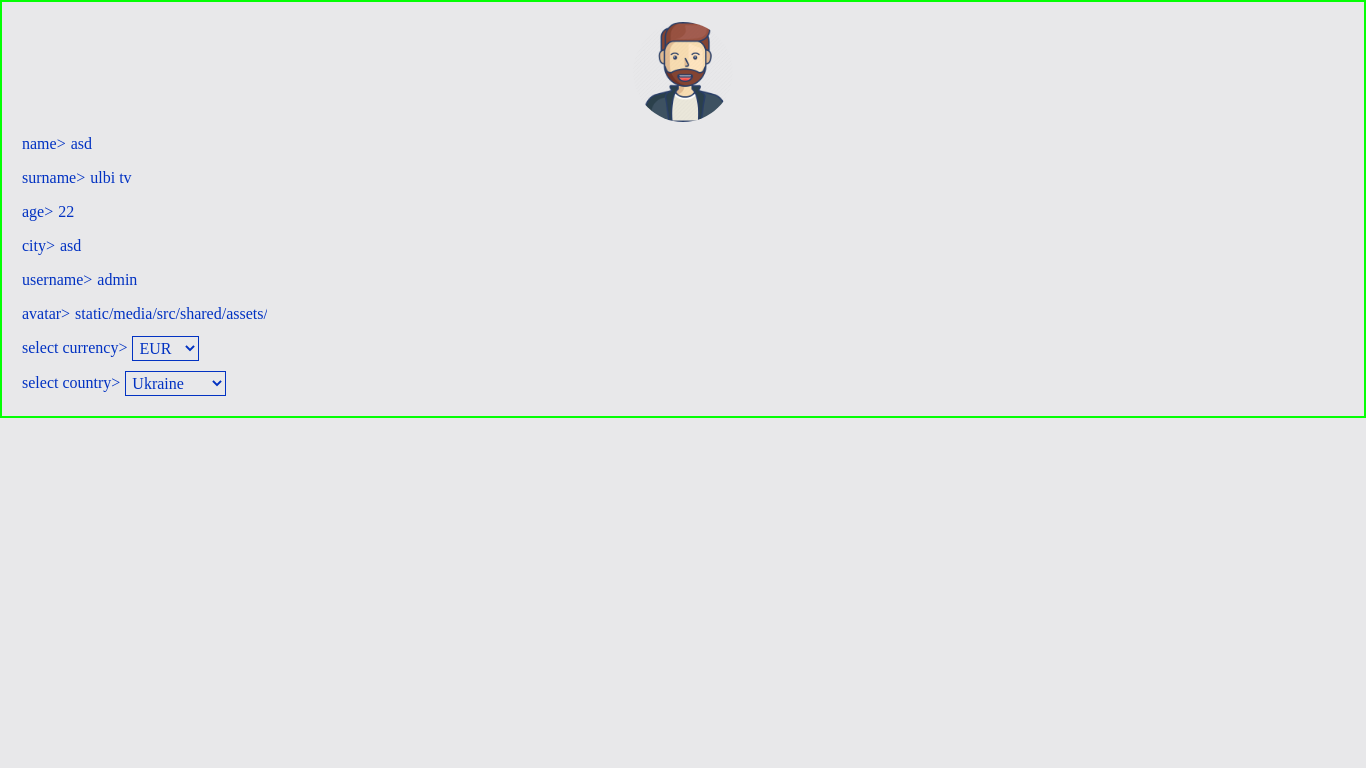 name> asd
surname> ulbi tv
age> 22
city> asd
username> admin
avatar> static/media/src/shared/assets/
select currency> EUR
select country> Ukraine